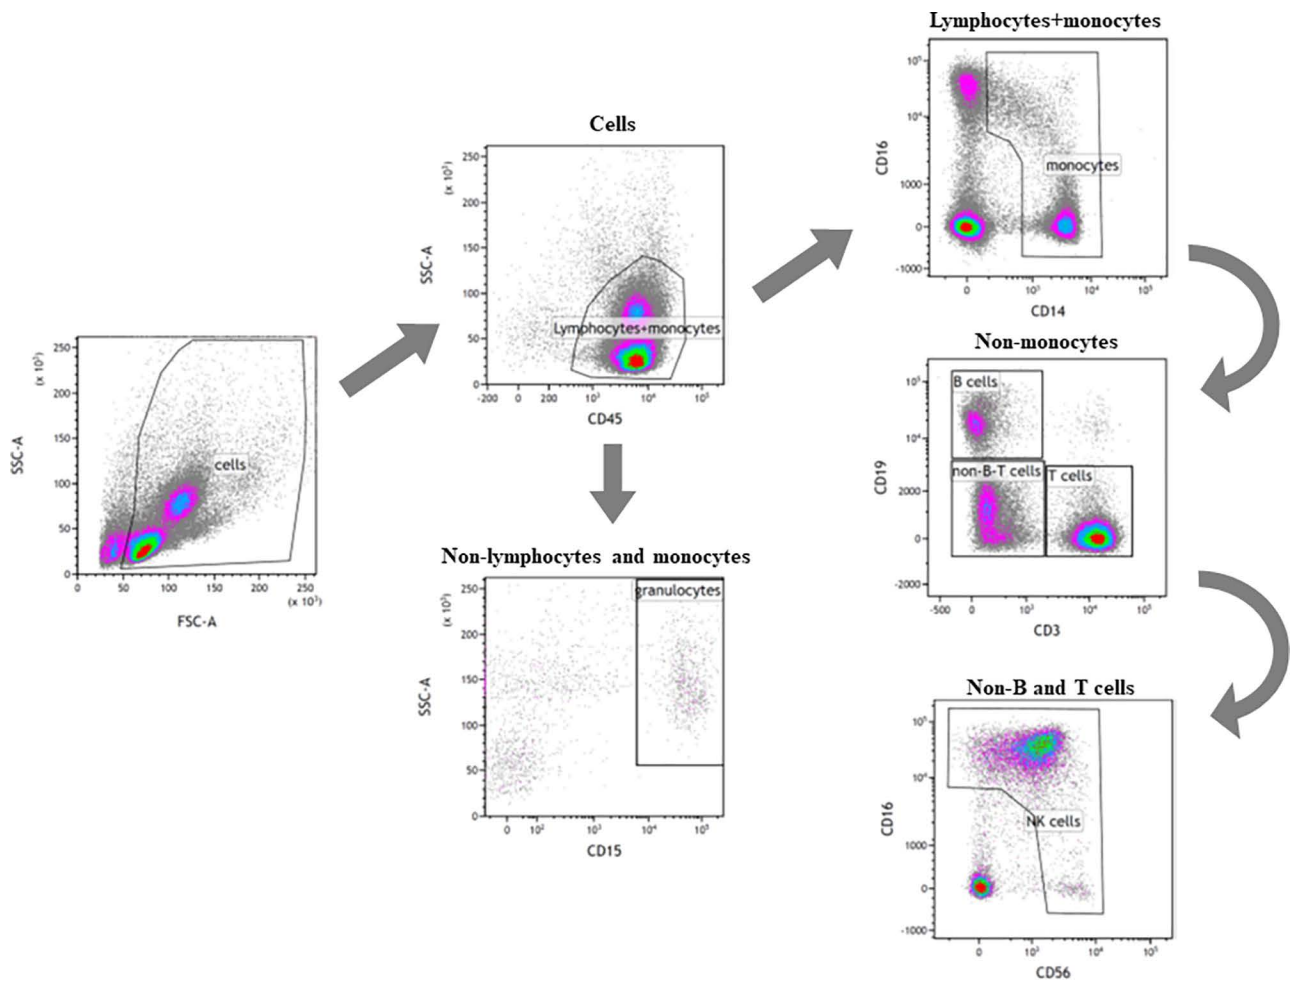 Lymphocytes+monocytes
10⁵
10⁴
1000
0
-1000
CD16
monocytes
0
10³
10⁴
10⁵
CD14
Cells
(x 10³)
250
200
150
100
50
0
SSC-A
Lymphocytes+monocytes
-200
0
200
10³
10⁴
10⁵
CD45
(x 10³)
250
200
150
100
50
0
SSC-A
cells
0
50
100
150
200
250
(x 10³)
FSC-A
Non-monocytes
10⁵
10⁴
2000
0
-2000
CD19
B cells
non-B-T cells
T cells
-500
0
10³
10⁴
10⁵
CD3
Non-lymphocytes and monocytes
(x 10³)
250
200
150
100
50
0
SSC-A
granulocytes
0
10²
10³
10⁴
10⁵
CD15
Non-B and T cells
10⁵
10⁴
1000
0
-1000
CD16
NK cells
0
10³
10⁴
10⁵
CD56